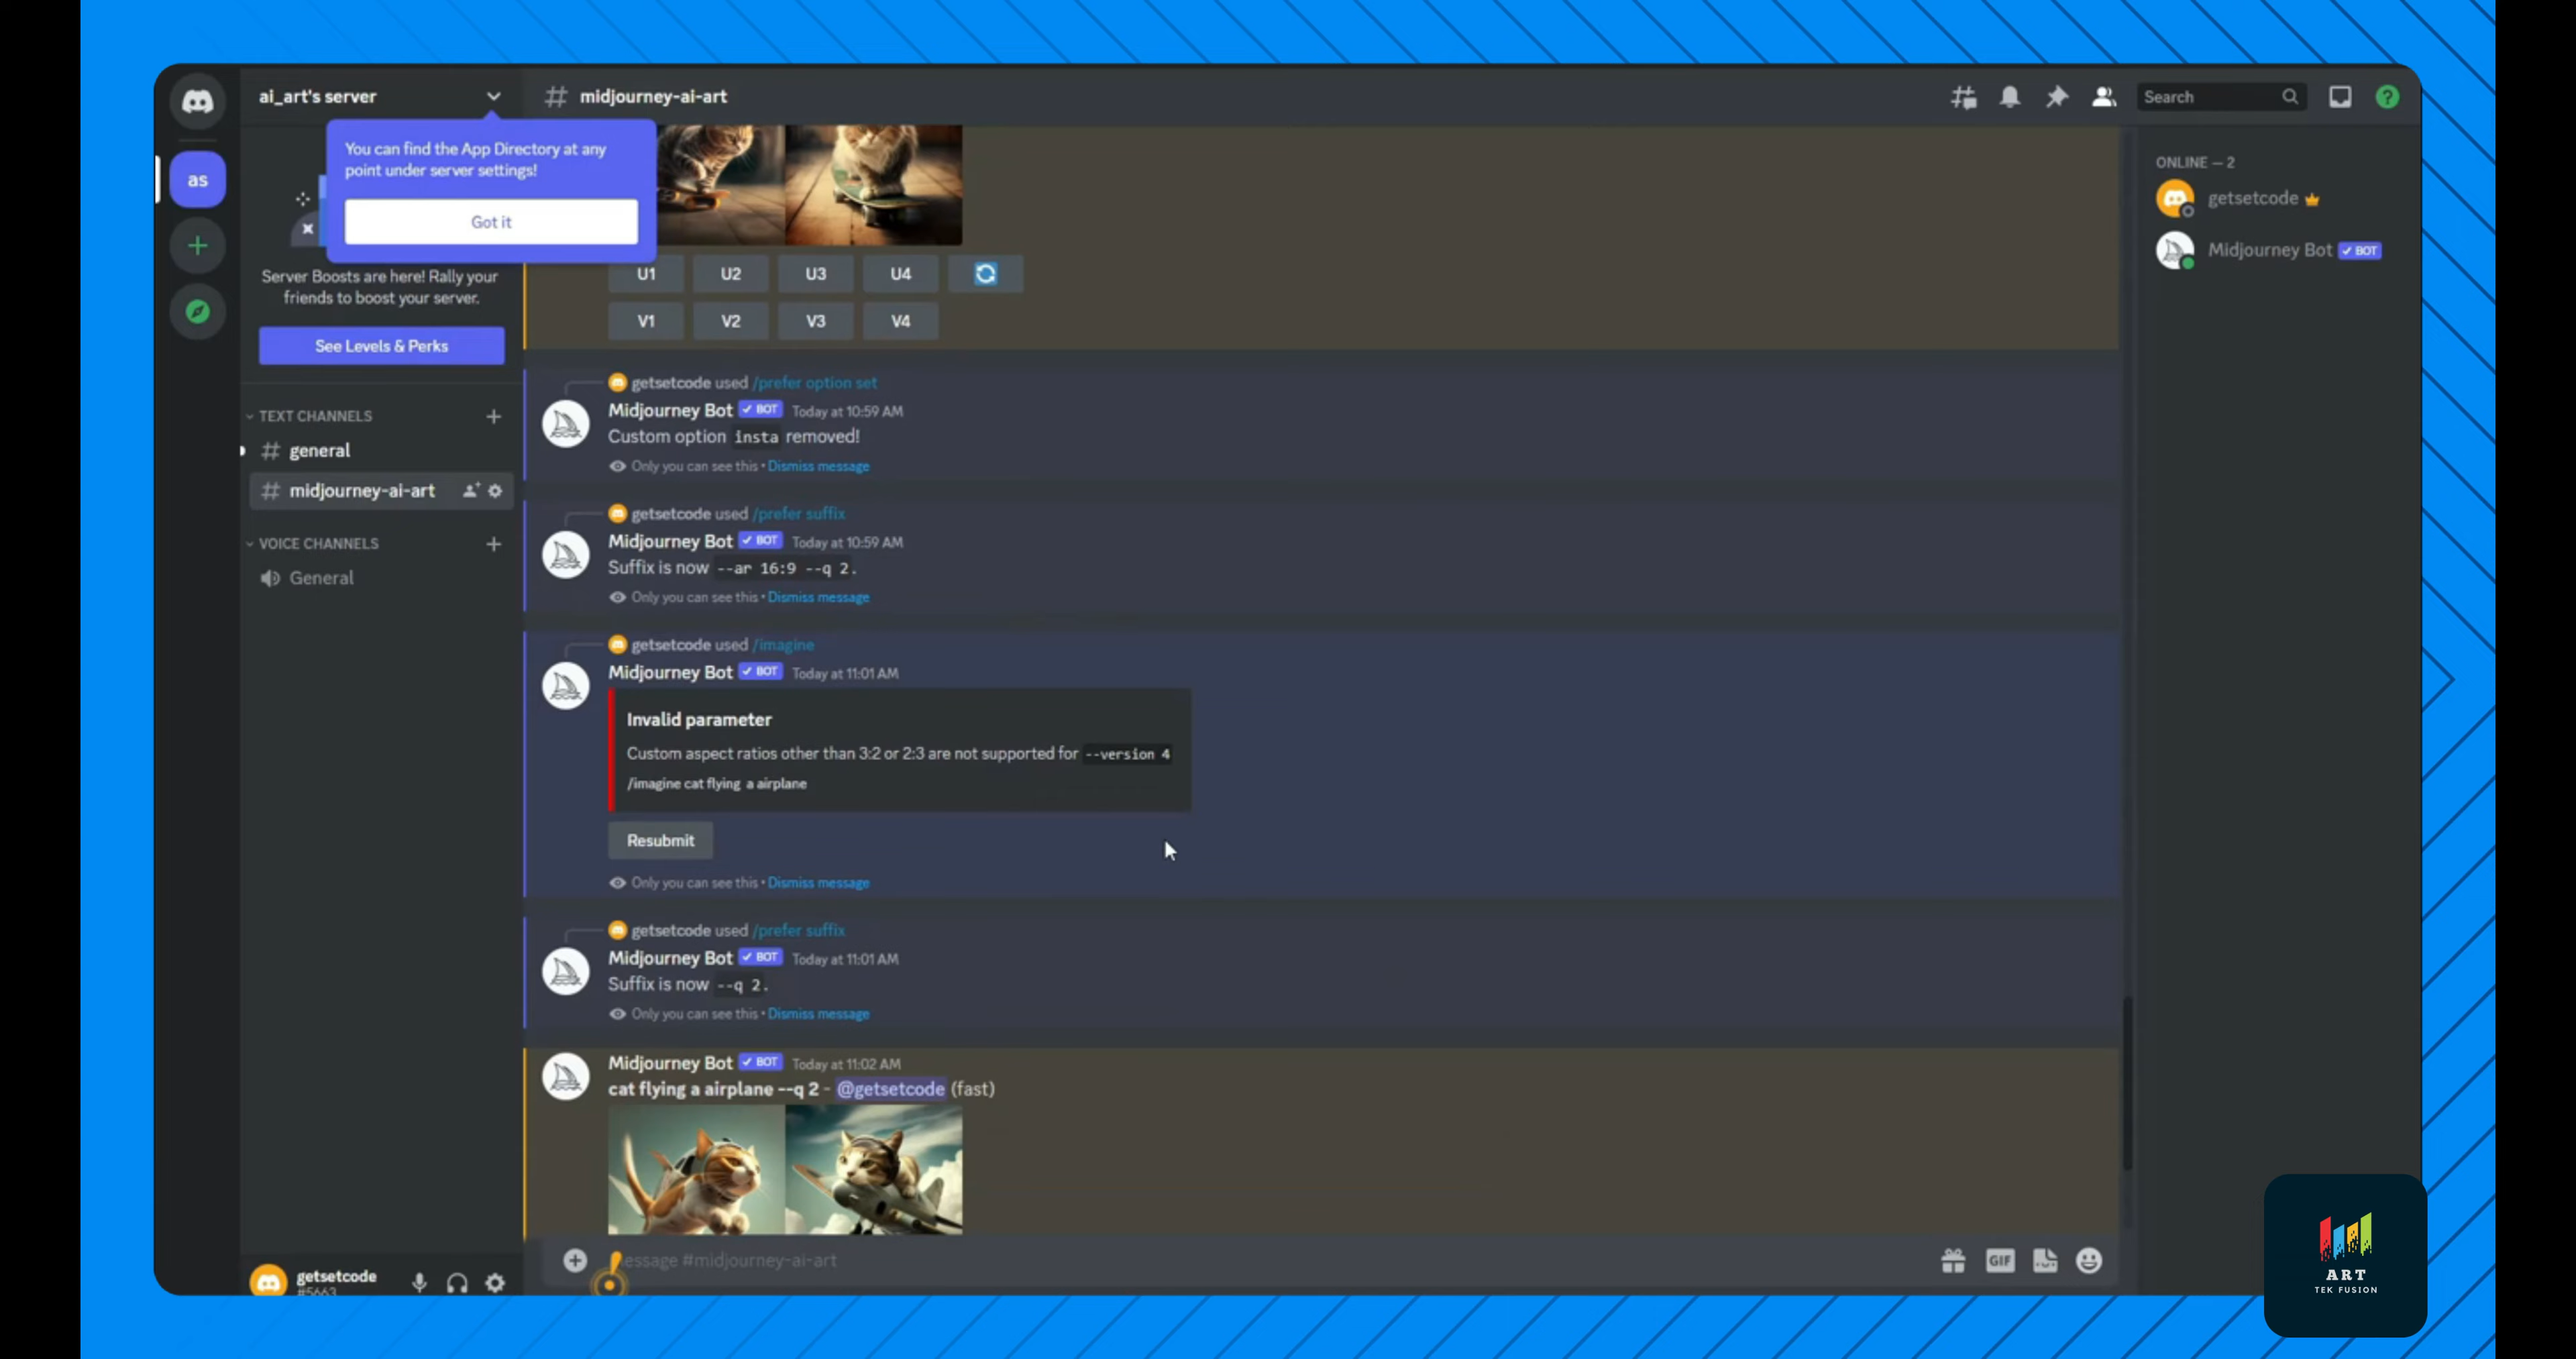 ai_art's server
midjourney-ai-art
Search
You can find the App Directory at any
point under server settings!
Got it
as
Server Boosts are here! Rally your
friends to boost your server.
See Levels & Perks
TEXT CHANNELS
general
midjourney-ai-art
VOICE CHANNELS
General
U1 U2 U3 U4
V1 V2 V3 V4
getsetcode used /prefer option set
Midjourney Bot BOT Today at 10:59 AM
Custom option insta removed!
Only you can see this • Dismiss message
getsetcode used /prefer suffix
Midjourney Bot BOT Today at 10:59 AM
Suffix is now --ar 16:9 --q 2.
Only you can see this • Dismiss message
getsetcode used /imagine
Midjourney Bot BOT Today at 11:01 AM
Invalid parameter
Custom aspect ratios other than 3:2 or 2:3 are not supported for --version 4
/imagine cat flying a airplane
Resubmit
Only you can see this • Dismiss message
getsetcode used /prefer suffix
Midjourney Bot BOT Today at 11:01 AM
Suffix is now --q 2.
Only you can see this • Dismiss message
Midjourney Bot BOT Today at 11:02 AM
cat flying a airplane --q 2 - @getsetcode (fast)
#midjourney-ai-art
GIF
getsetcode
#5663
ONLINE — 2
getsetcode
Midjourney Bot BOT
ART
TEK FUSION